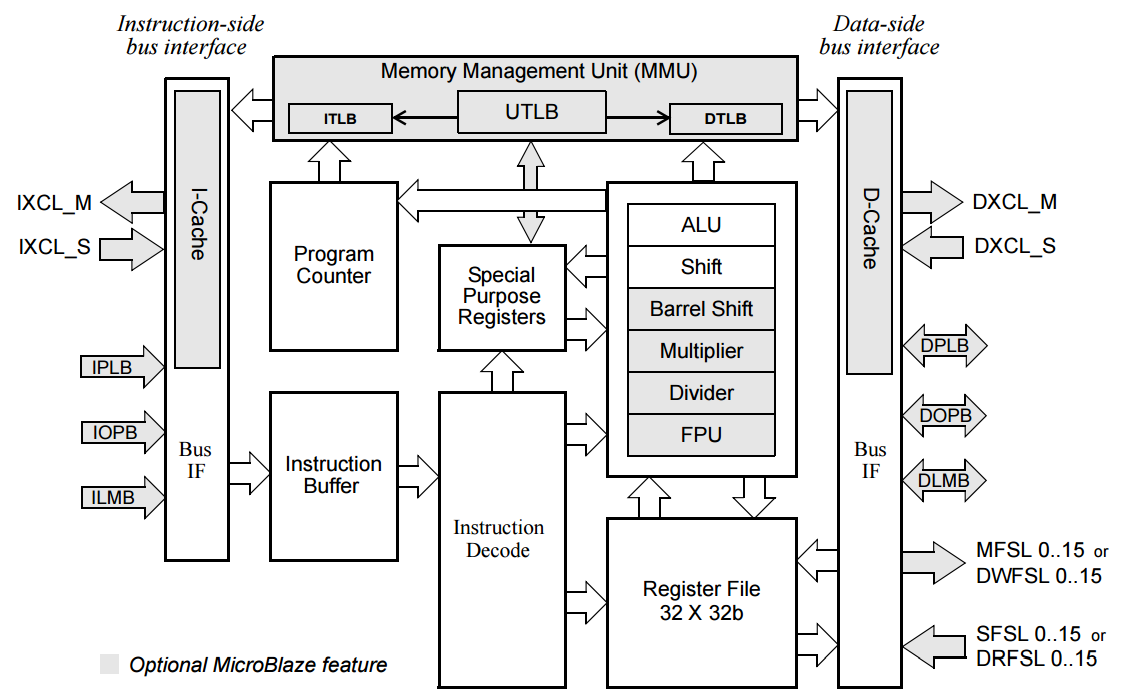 Instruction-side
bus interface
Data-side
bus interface
Memory Management Unit (MMU)
ITLB
UTLB
DTLB
I-Cache
D-Cache
IXCL_M
IXCL_S
DXCL_M
DXCL_S
Program
Counter
Special
Purpose
Registers
ALU
Shift
Barrel Shift
Multiplier
Divider
FPU
IPLB
IOPB
ILMB
Bus
IF
Instruction
Buffer
Instruction
Decode
Register File
32 X 32b
Bus
IF
DPLB
DOPB
DLMB
MFSL 0..15 or
DWFSL 0..15
SFSL 0..15 or
DRFSL 0..15
Optional MicroBlaze feature